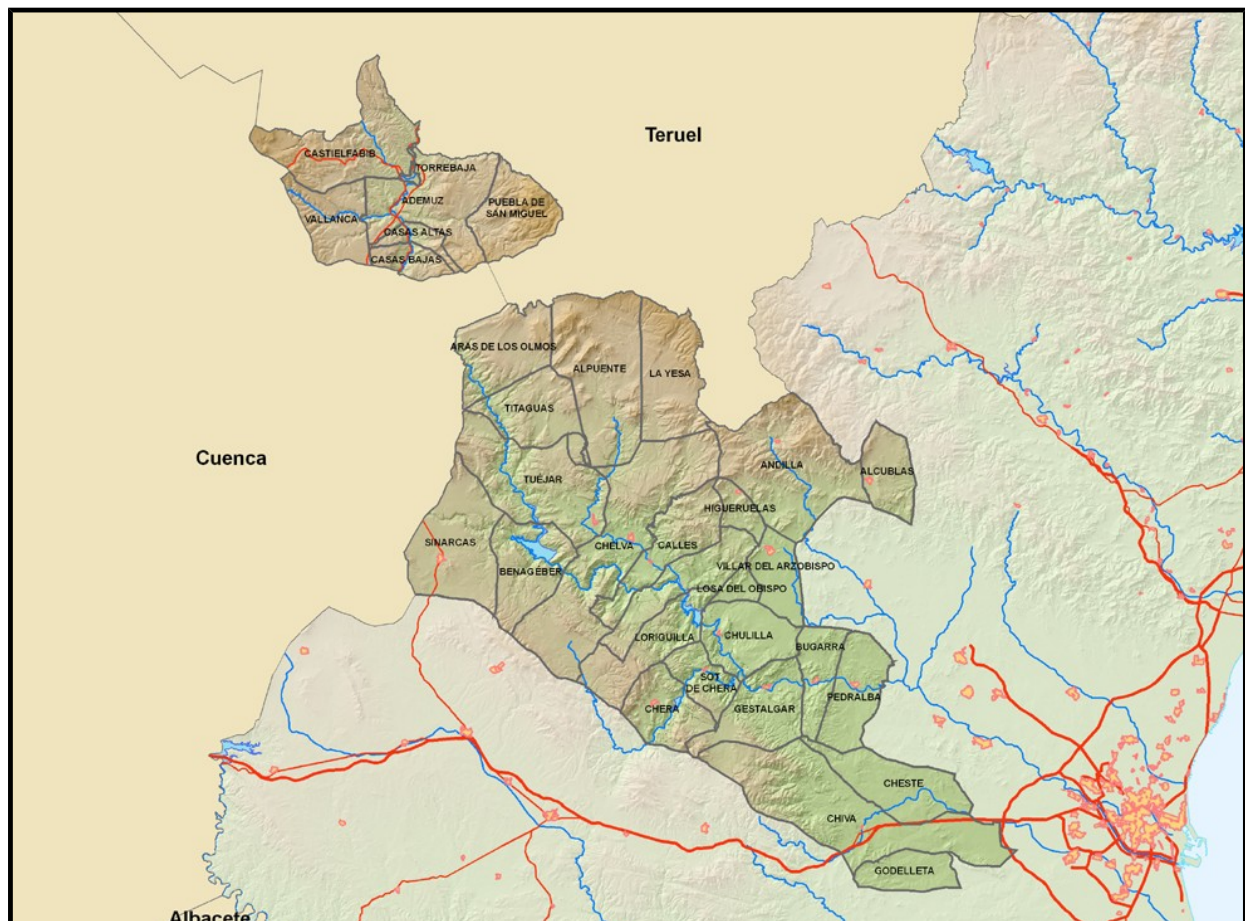 Teruel
CASTIELFABIB
TORREBAJA
ADEMUZ
PUEBLA DE
SAN MIGUEL
VALLANCA
CASAS ALTAS
CASAS BAJAS
ARAS DE LOS OLMOS
ALPUENTE
LA YESA
TITAGUAS
Cuenca
ANDILLA
ALCUBLAS
TUÉJAR
HIGUERUELAS
SINARCAS
CHELVA
CALLES
BENAGÉBER
VILLAR DEL ARZOBISPO
LOSA DEL OBISPO
LORIGUILLA
CHULILLA
BUGARRA
SOT
DE CHERA
PEDRALBA
CHERA
GESTALGAR
CHESTE
CHIVA
GODELLETA
Albacete